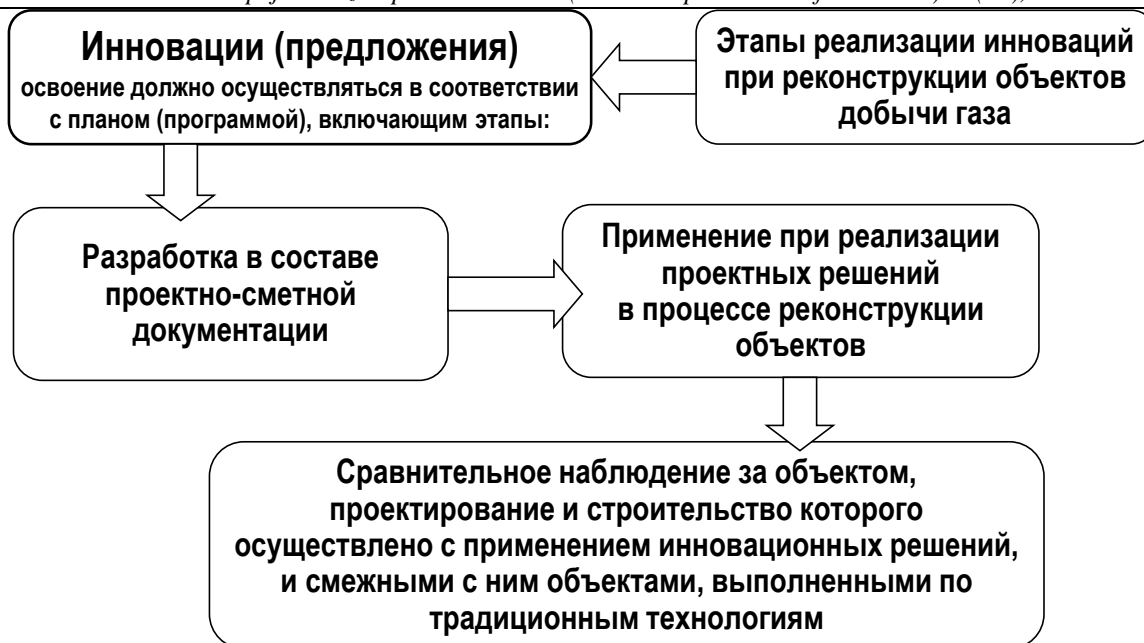 Инновации (предложения)
освоение должно осуществляться в соответствии
с планом (программой), включающим этапы:
Этапы реализации инноваций
при реконструкции объектов
добычи газа
Разработка в составе
проектно-сметной
документации
Применение при реализации
проектных решений
в процессе реконструкции
объектов
Сравнительное наблюдение за объектом,
проектирование и строительство которого
осуществлено с применением инновационных решений,
и смежными с ним объектами, выполненными по
традиционным технологиям